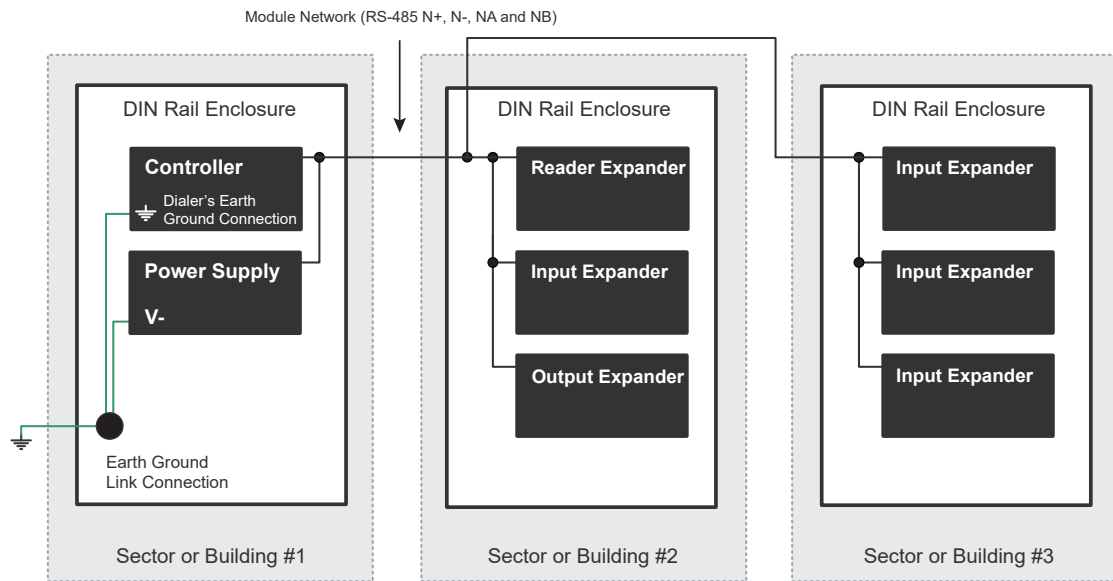 Module Network (RS-485 N+, N-, NA and NB)
DIN Rail Enclosure
Controller
Dialer's Earth
Ground Connection
Power Supply
V-
Earth Ground
Link Connection
Sector or Building #1
DIN Rail Enclosure
Reader Expander
Input Expander
Output Expander
Sector or Building #2
DIN Rail Enclosure
Input Expander
Input Expander
Input Expander
Sector or Building #3